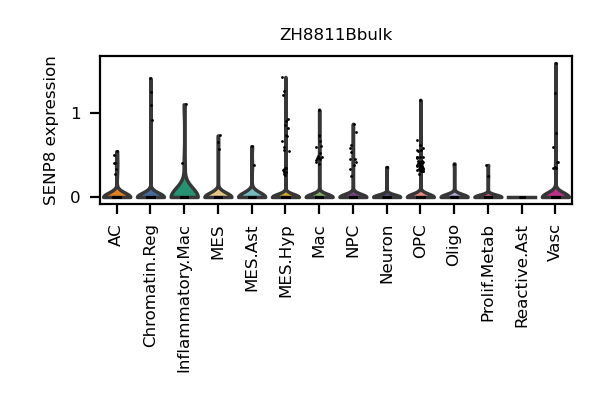 ZH8811Bbulk
SENP8 expression
1
0
AC
Chromatin.Reg
Inflammatory.Mac
MES
MES.Ast
MES.Hyp
Mac
NPC
Neuron
OPC
Oligo
Prolif.Metab
Reactive.Ast
Vasc